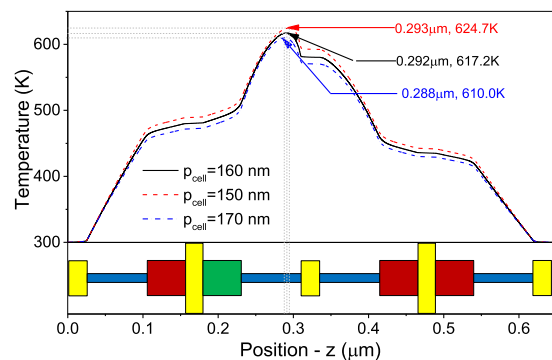 0.293μm, 624.7K
0.292μm, 617.2K
0.288μm, 610.0K
Temperature (K)
600
500
400
300
p_cell=160 nm
p_cell=150 nm
p_cell=170 nm
0.0 0.1 0.2 0.3 0.4 0.5 0.6
Position - z (μm)